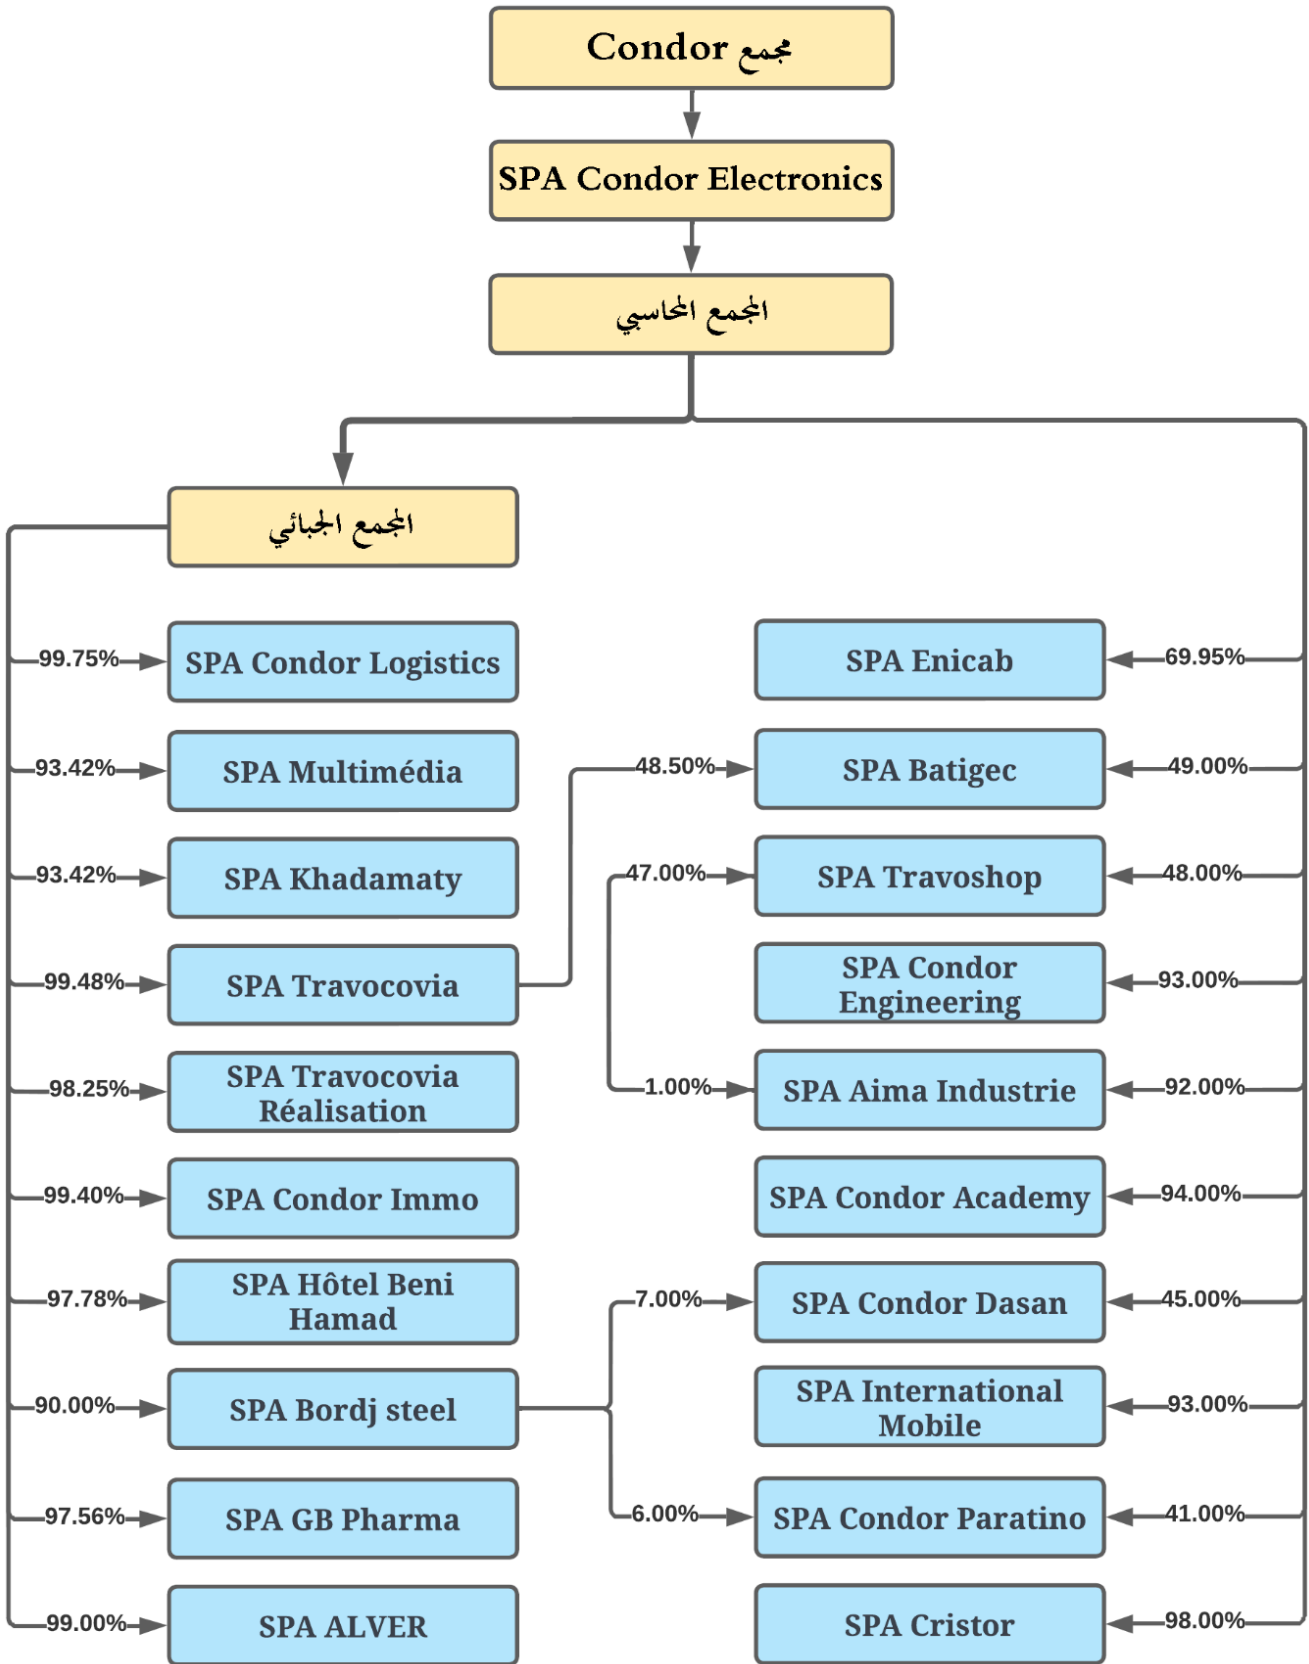 مجمع Condor
SPA Condor Electronics
المجمع المحاسبي
المجمع الجبائي
99.75%
SPA Condor Logistics
SPA Enicab
69.95%
93.42%
SPA Multimédia
48.50%
SPA Batigec
49.00%
93.42%
SPA Khadamaty
47.00%
SPA Travoshop
48.00%
99.48%
SPA Travocovia
SPA Condor
Engineering
93.00%
98.25%
SPA Travocovia
Réalisation
1.00%
SPA Aima Industrie
92.00%
99.40%
SPA Condor Immo
SPA Condor Academy
94.00%
97.78%
SPA Hôtel Beni
Hamad
7.00%
SPA Condor Dasan
45.00%
90.00%
SPA Bordj steel
SPA International
Mobile
93.00%
97.56%
SPA GB Pharma
6.00%
SPA Condor Paratino
41.00%
99.00%
SPA ALVER
SPA Cristor
98.00%